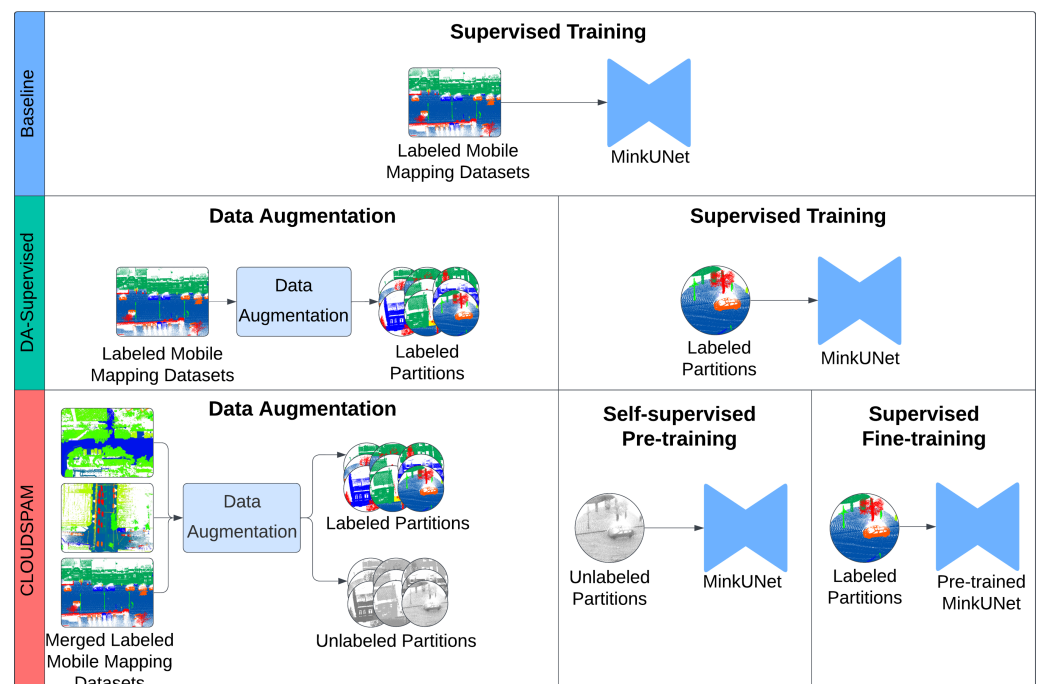 Baseline
Supervised Training
Labeled Mobile
Mapping Datasets
MinkUNet
DA-Supervised
Data Augmentation
Data
Augmentation
Labeled Mobile
Mapping Datasets
Labeled
Partitions
Supervised Training
Labeled
Partitions
MinkUNet
CLOUDSPAM
Data Augmentation
Data
Augmentation
Merged Labeled
Mobile Mapping
Datasets
Labeled Partitions
Unlabeled Partitions
Self-supervised
Pre-training
Unlabeled
Partitions
MinkUNet
Supervised
Fine-training
Labeled
Partitions
Pre-trained
MinkUNet